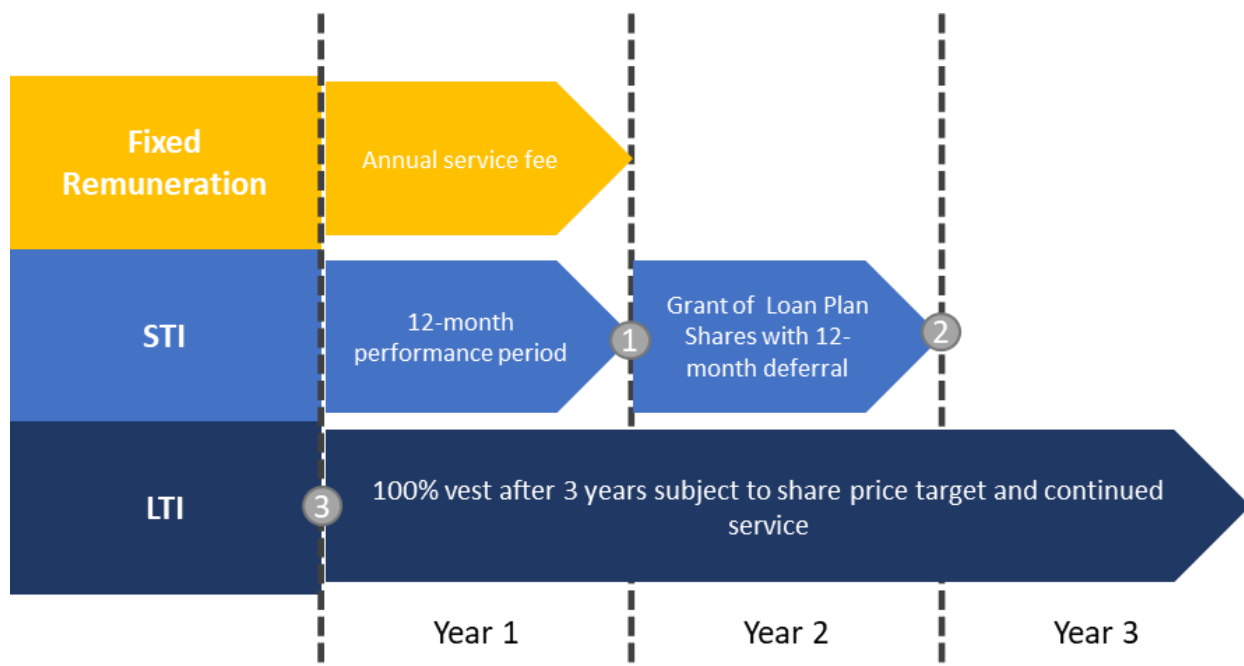 Fixed
Remuneration
Annual service fee
STI
12-month
performance period
1
Grant of Loan Plan
Shares with 12-
month deferral
2
LTI
3
100% vest after 3 years subject to share price target and continued
service
Year 1
Year 2
Year 3